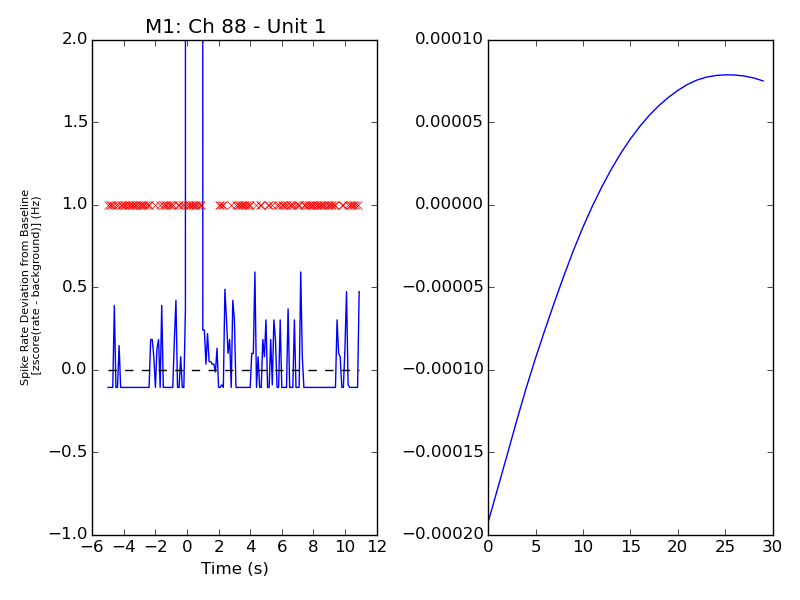 M1: Ch 88 - Unit 1
2.0
1.5
1.0
0.5
0.0
−0.5
−1.0
Spike Rate Deviation from Baseline
[zscore(rate - background)] (Hz)
−6 −4 −2 0 2 4 6 8 10 12
Time (s)
0.00010
0.00005
0.00000
−0.00005
−0.00010
−0.00015
−0.00020
0 5 10 15 20 25 30